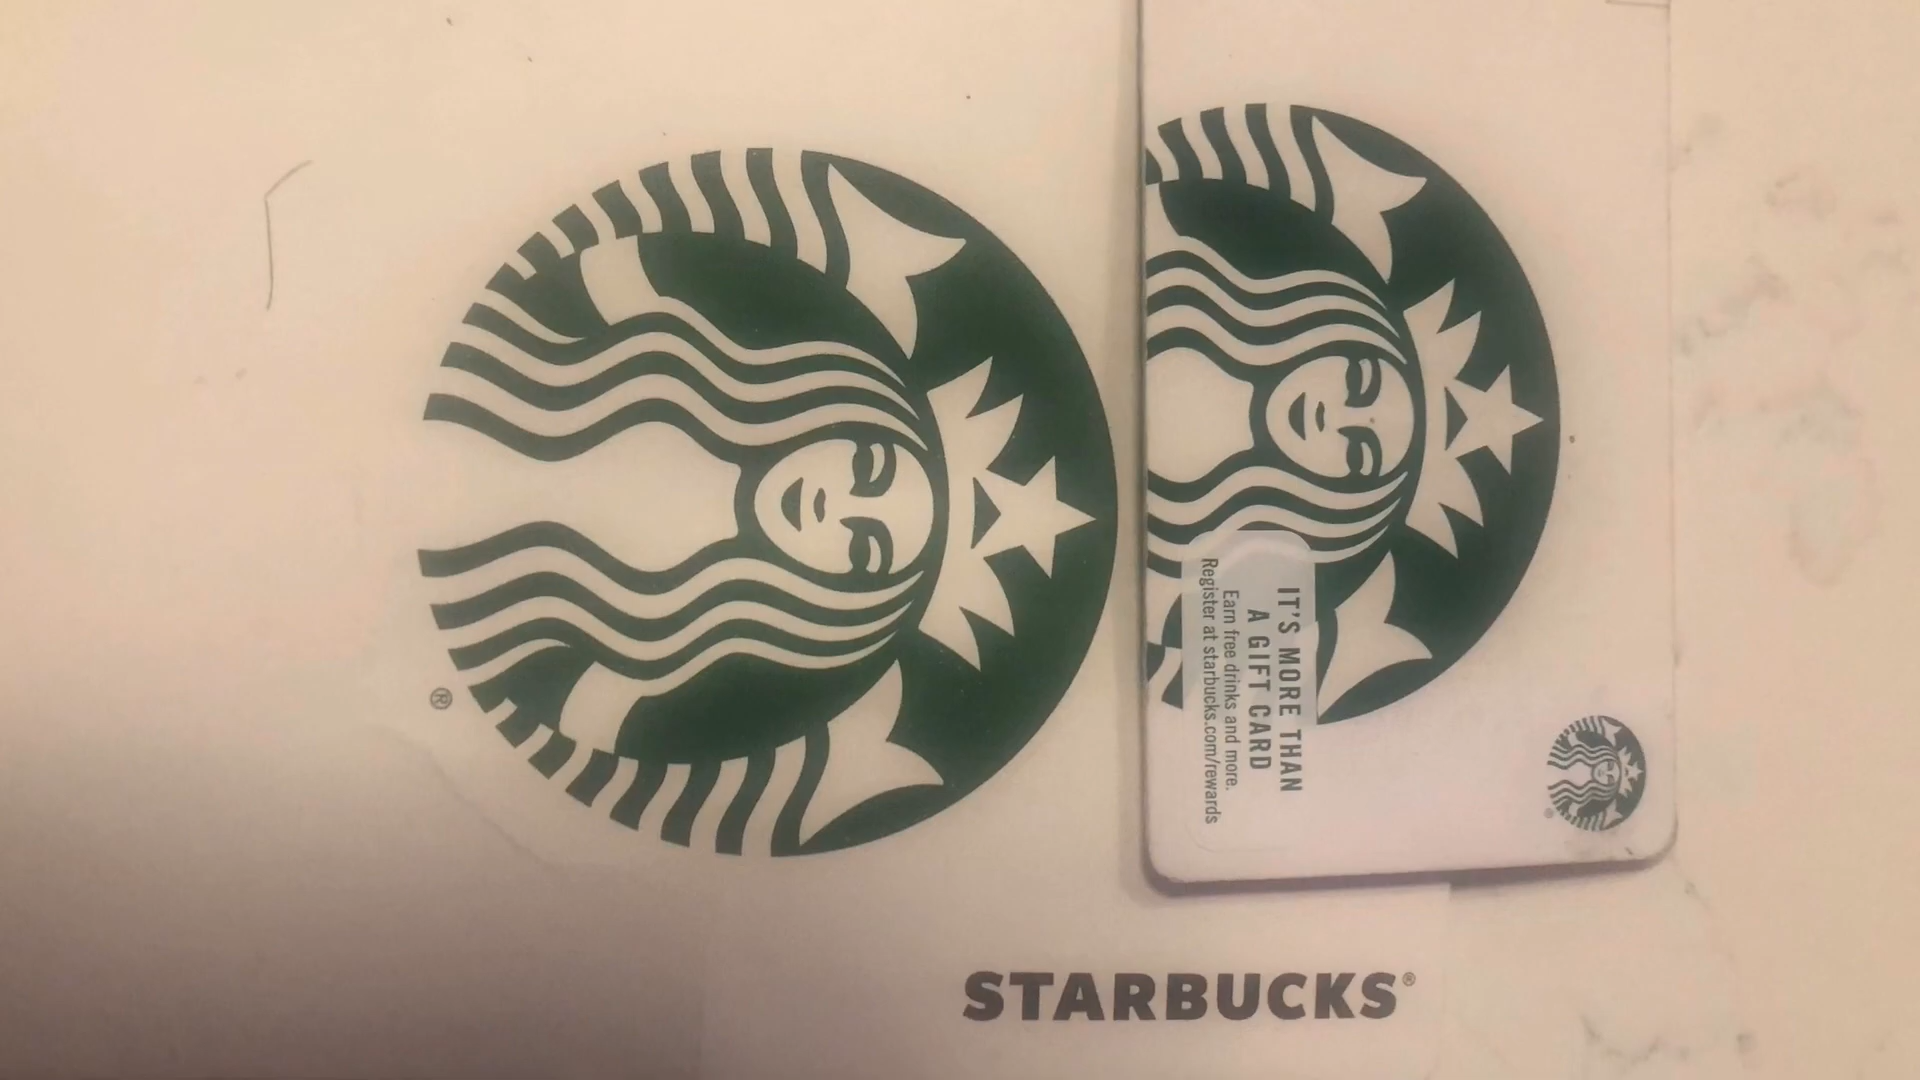 IT'S MORE THAN
A GIFT CARD
Earn free drinks and more.
Register at starbucks.com/rewards
STARBUCKS®
®
®